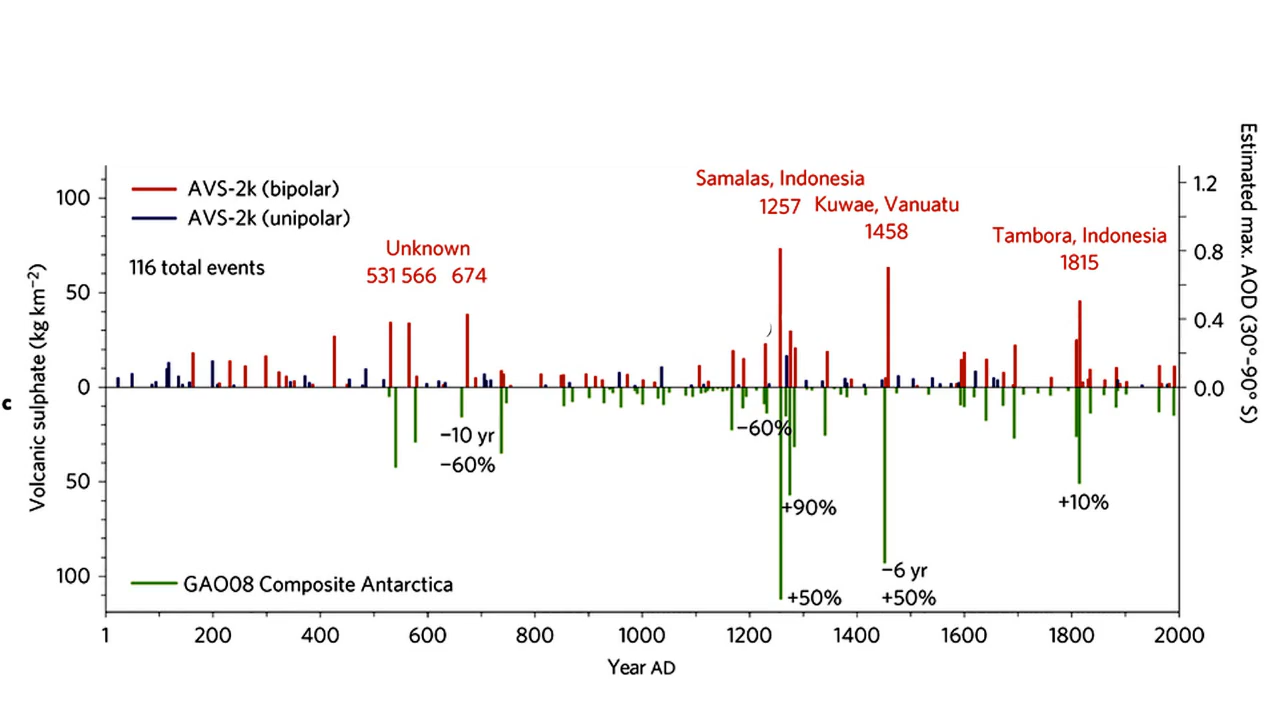 Samalas, Indonesia
1257
Kuwae, Vanuatu
1458
Tambora, Indonesia
1815
AVS-2k (bipolar)
AVS-2k (unipolar)
116 total events
Unknown
531 566 674
100
50
0
50
100
Volcanic sulphate (kg km−2)
1.2
0.8
0.4
0.0
Estimated max. AOD (30°–90° S)
c
−10 yr
−60%
−60%
+90%
+50%
−6 yr
+50%
+10%
GAO08 Composite Antarctica
1 200 400 600 800 1000 1200 1400 1600 1800 2000
Year AD